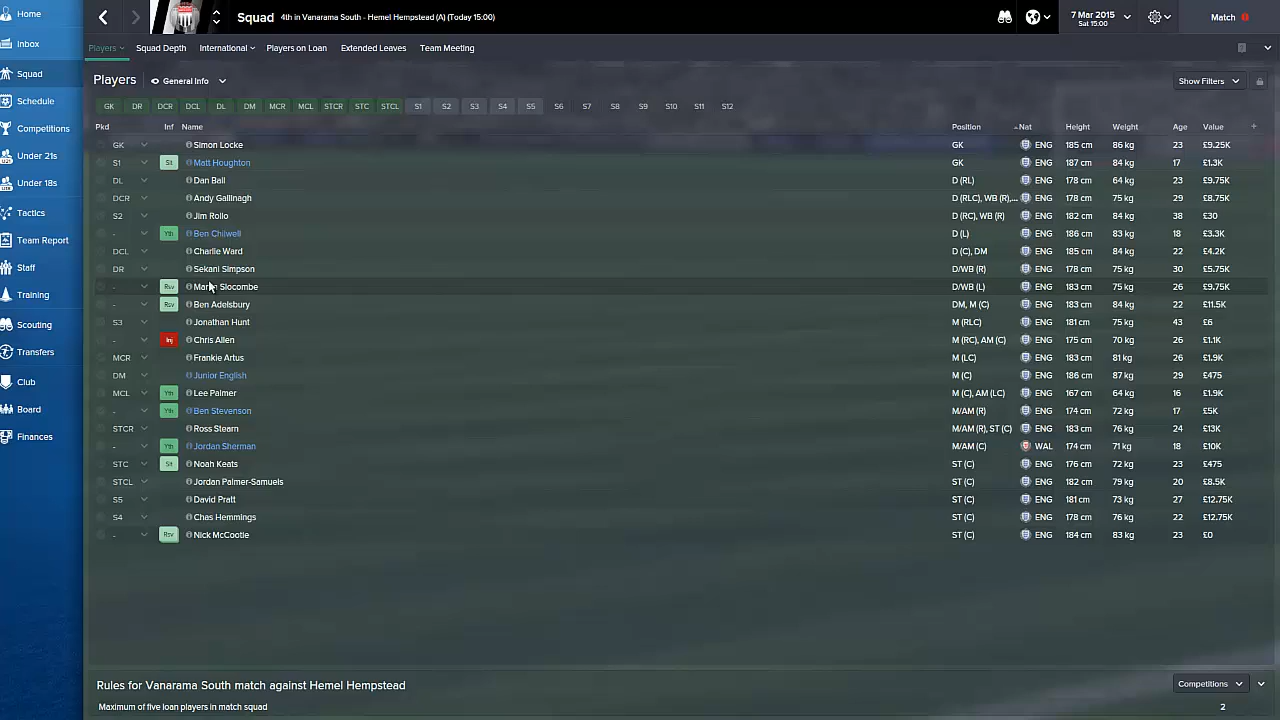 Home
Squad
4th in Vanarama South - Hemel Hempstead (A) (Today 15:00)
7 Mar 2015
Sat 15:00
Match
Inbox
Players
Squad Depth
International
Players on Loan
Extended Leaves
Team Meeting
Squad
Players
General Info
Show Filters
Schedule
GK DR DCR DCL DL DM MCR MCL STCR STC STCL S1 S2 S3 S4 S5 S6 S7 S8 S9 S10 S11 S12
Competitions
Pkd Inf Name Position Nat Height Weight Age Value
GK Simon Locke GK ENG 185 cm 86 kg 23 £9.25K
Under 21s
S1 Matt Houghton GK ENG 187 cm 84 kg 17 £1.3K
DL Dan Ball D (RL) ENG 178 cm 64 kg 23 £9.75K
Under 18s
DCR Andy Gallinagh D (RLC), WB (R),... ENG 178 cm 75 kg 29 £8.75K
Tactics
S2 Jim Rollo D (RC), WB (R) ENG 182 cm 84 kg 38 £30
- Yth Ben Chilwell D (L) ENG 186 cm 83 kg 18 £3.3K
Team Report
DCL Charlie Ward D (C), DM ENG 185 cm 84 kg 22 £4.2K
Staff
DR Sekani Simpson D/WB (R) ENG 178 cm 75 kg 30 £5.75K
- Rsv Slocombe D/WB (L) ENG 183 cm 75 kg 26 £9.75K
Training
- Rsv Ben Adelsbury DM, M (C) ENG 183 cm 84 kg 22 £11.5K
Scouting
S3 Jonathan Hunt M (RLC) ENG 181 cm 75 kg 43 £6
- Inj Chris Allen M (RC), AM (C) ENG 175 cm 70 kg 26 £1.1K
Transfers
MCR Frankie Artus M (LC) ENG 183 cm 81 kg 26 £1.9K
DM Junior English M (C) ENG 186 cm 87 kg 29 £475
Club
MCL Yth Lee Palmer M (C), AM (LC) ENG 167 cm 64 kg 16 £1.9K
Board
- Yth Ben Stevenson M/AM (R) ENG 174 cm 72 kg 17 £5K
STCR Ross Stearn M/AM (R), ST (C) ENG 183 cm 76 kg 24 £13K
Finances
- Yth Jordan Sherman M/AM (C) WAL 174 cm 71 kg 18 £10K
STC Noah Keats ST (C) ENG 176 cm 72 kg 23 £475
STCL Jordan Palmer-Samuels ST (C) ENG 182 cm 79 kg 20 £8.5K
S5 David Pratt ST (C) ENG 181 cm 73 kg 27 £12.75K
S4 Chas Hemmings ST (C) ENG 178 cm 76 kg 22 £12.75K
- Rsv Nick McCootie ST (C) ENG 184 cm 83 kg 23 £0
Rules for Vanarama South match against Hemel Hempstead
Competitions
Maximum of five loan players in match squad
2